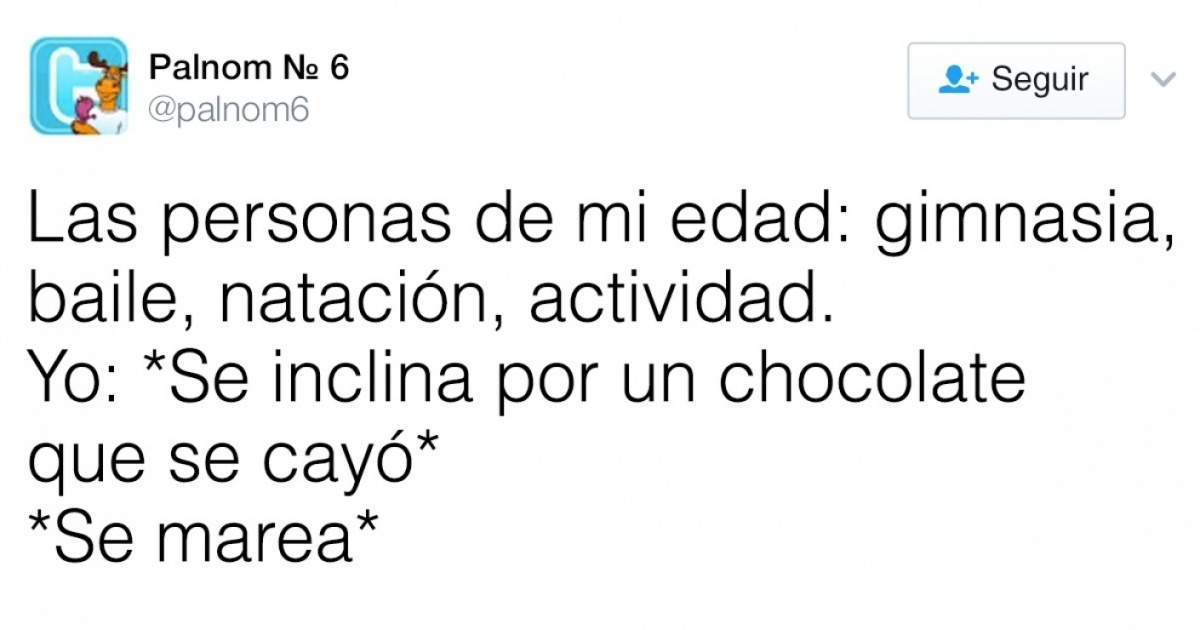 Palnom № 6
@palnom6
Seguir
Las personas de mi edad: gimnasia,
baile, natación, actividad.
Yo: *Se inclina por un chocolate
que se cayó*
*Se marea*